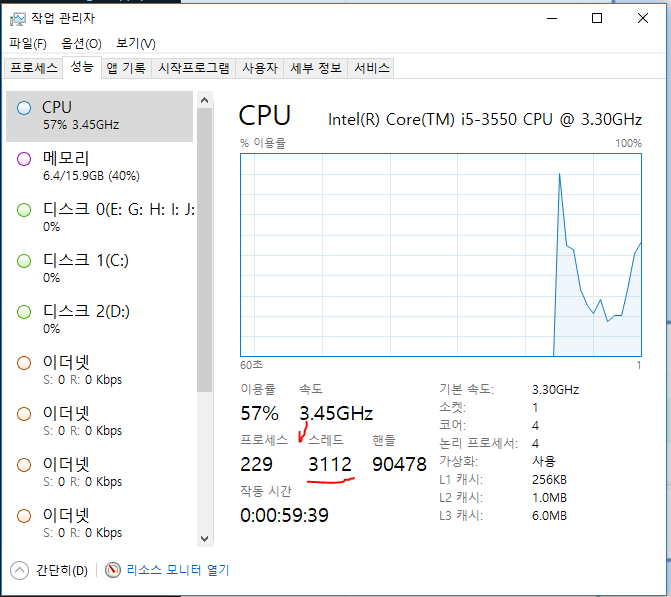 작업 관리자
파일(F) 옵션(O) 보기(V)
프로세스 성능 앱 기록 시작프로그램 사용자 세부 정보 서비스
CPU
57% 3.45GHz
메모리
6.4/15.9GB (40%)
디스크 0(E: G: H: I: J:
0%
디스크 1(C:)
0%
디스크 2(D:)
0%
이더넷
S: 0 R: 0 Kbps
이더넷
S: 0 R: 0 Kbps
이더넷
S: 0 R: 0 Kbps
이더넷
S: 0 R: 0 Kbps
CPU Intel(R) Core(TM) i5-3550 CPU @ 3.30GHz
% 이용률 100%
60초 1
이용률 속도
57% 3.45GHz
프로세스 스레드 핸들
229 3112 90478
작동 시간
0:00:59:39
기본 속도: 3.30GHz
소켓: 1
코어: 4
논리 프로세서: 4
가상화: 사용
L1 캐시: 256KB
L2 캐시: 1.0MB
L3 캐시: 6.0MB
간단히(D) 리소스 모니터 열기